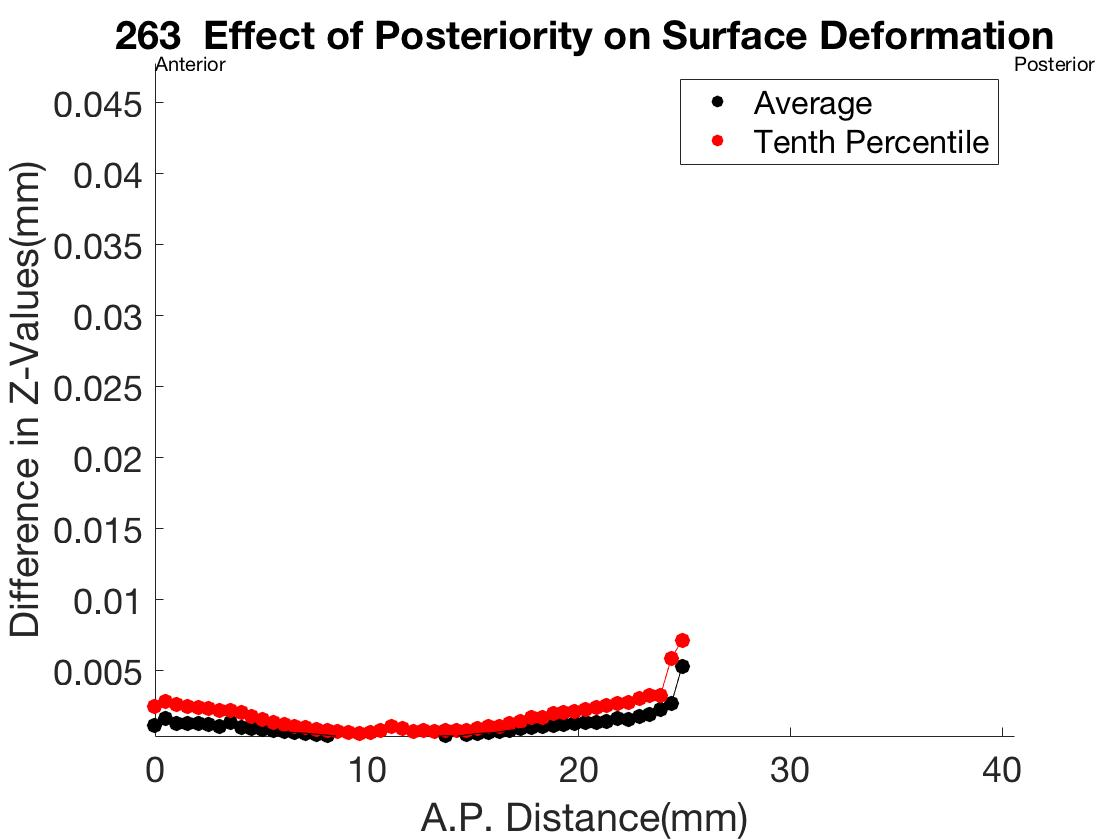 263  Effect of Posteriority on Surface Deformation
Anterior
Posterior
Average
Tenth Percentile
0.045
0.04
0.035
0.03
0.025
0.02
0.015
0.01
0.005
Difference in Z-Values(mm)
0
10
20
30
40
A.P. Distance(mm)